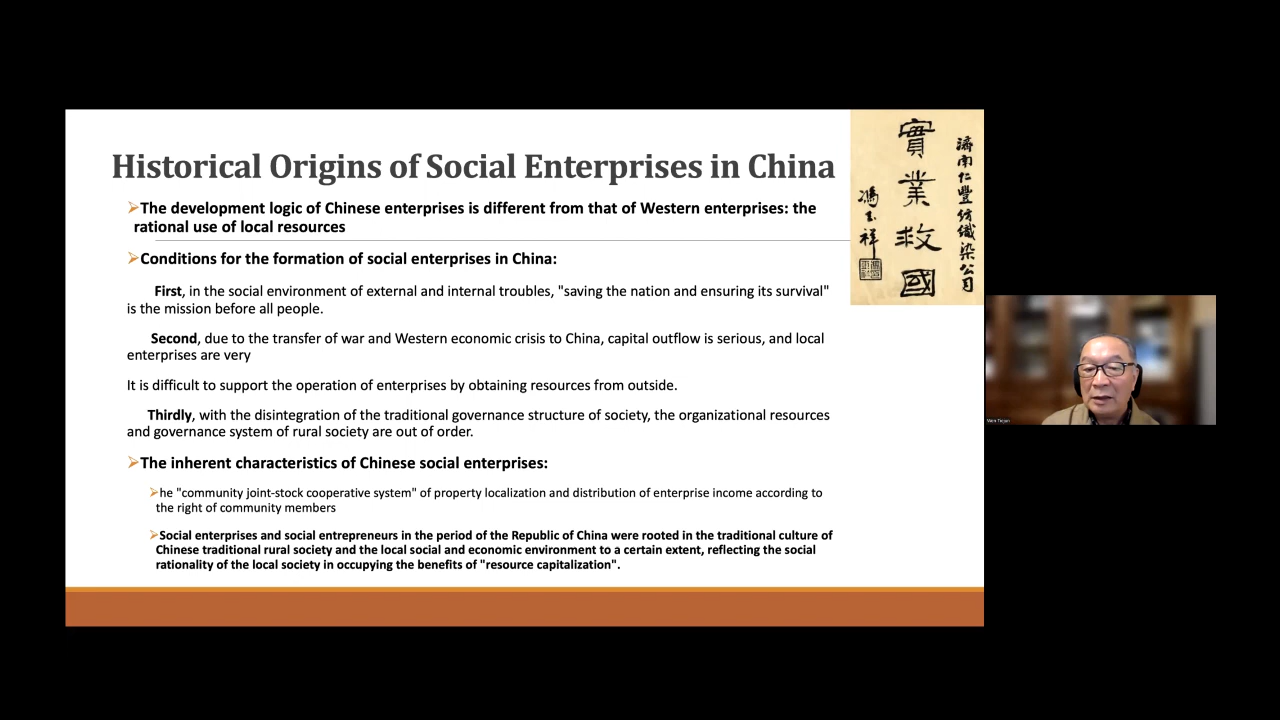 Historical Origins of Social Enterprises in China
➢The development logic of Chinese enterprises is different from that of Western enterprises: the
rational use of local resources
➢Conditions for the formation of social enterprises in China:
First, in the social environment of external and internal troubles, "saving the nation and ensuring its survival"
is the mission before all people.
Second, due to the transfer of war and Western economic crisis to China, capital outflow is serious, and local
enterprises are very
It is difficult to support the operation of enterprises by obtaining resources from outside.
Thirdly, with the disintegration of the traditional governance structure of society, the organizational resources
and governance system of rural society are out of order.
➢The inherent characteristics of Chinese social enterprises:
➢he "community joint-stock cooperative system" of property localization and distribution of enterprise income according to
the right of community members
➢Social enterprises and social entrepreneurs in the period of the Republic of China were rooted in the traditional culture of
Chinese traditional rural society and the local social and economic environment to a certain extent, reflecting the social
rationality of the local society in occupying the benefits of "resource capitalization".
濟南仁豐紡織染公司
實業救國
馮玉祥